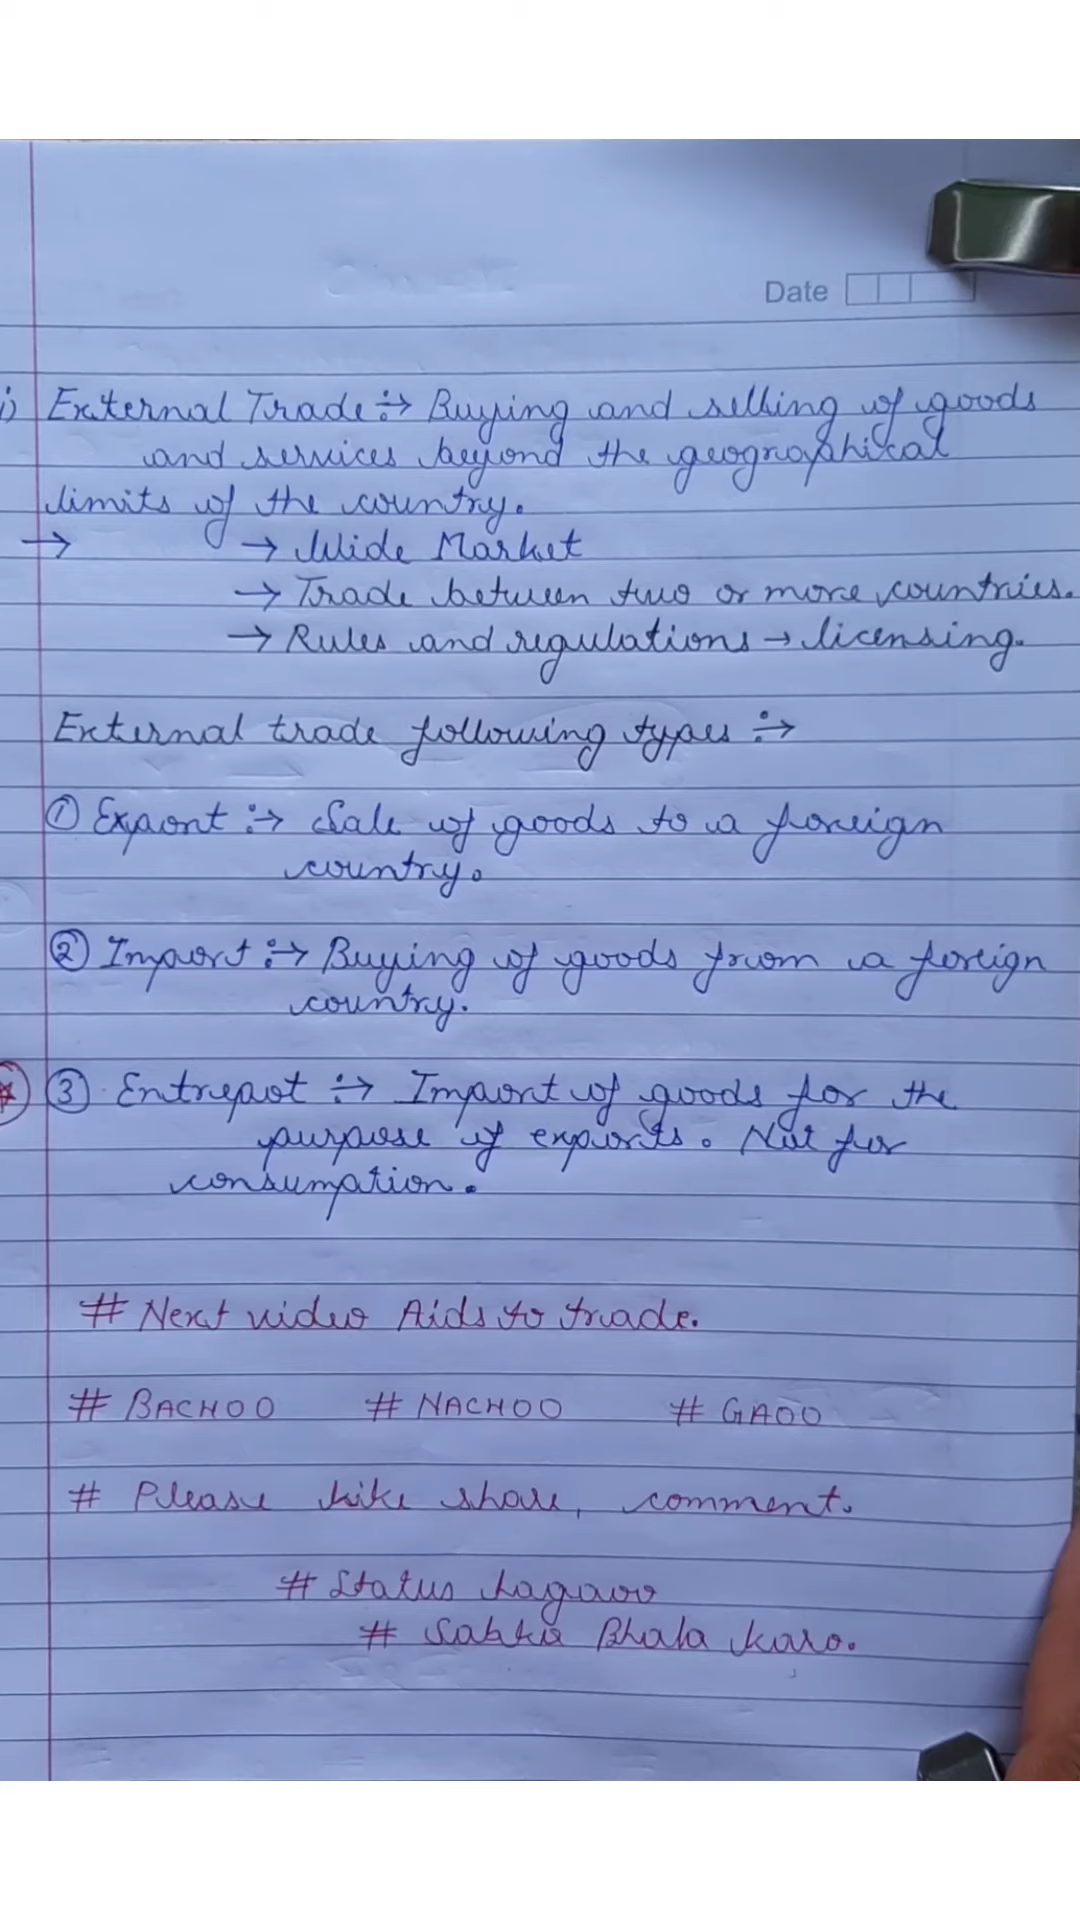 Date
i) External Trade :→ Buying and selling of goods
and services beyond the geographical
limits of the country.
→ → Wide Market
→ Trade between two or more countries.
→ Rules and regulations → licensing.
External trade following types :→
① Export :→ Sale of goods to a foreign
country.
② Import :→ Buying of goods from a foreign
country.
③ Entrepot :→ Import of goods for the
purpose of exports. Not for
consumption.
# Next video Aids to trade.
# BACHOO # NACHOO # GAOO
# Please like share, comment.
# Status Lagaoo
# Sabka Bhala karo.